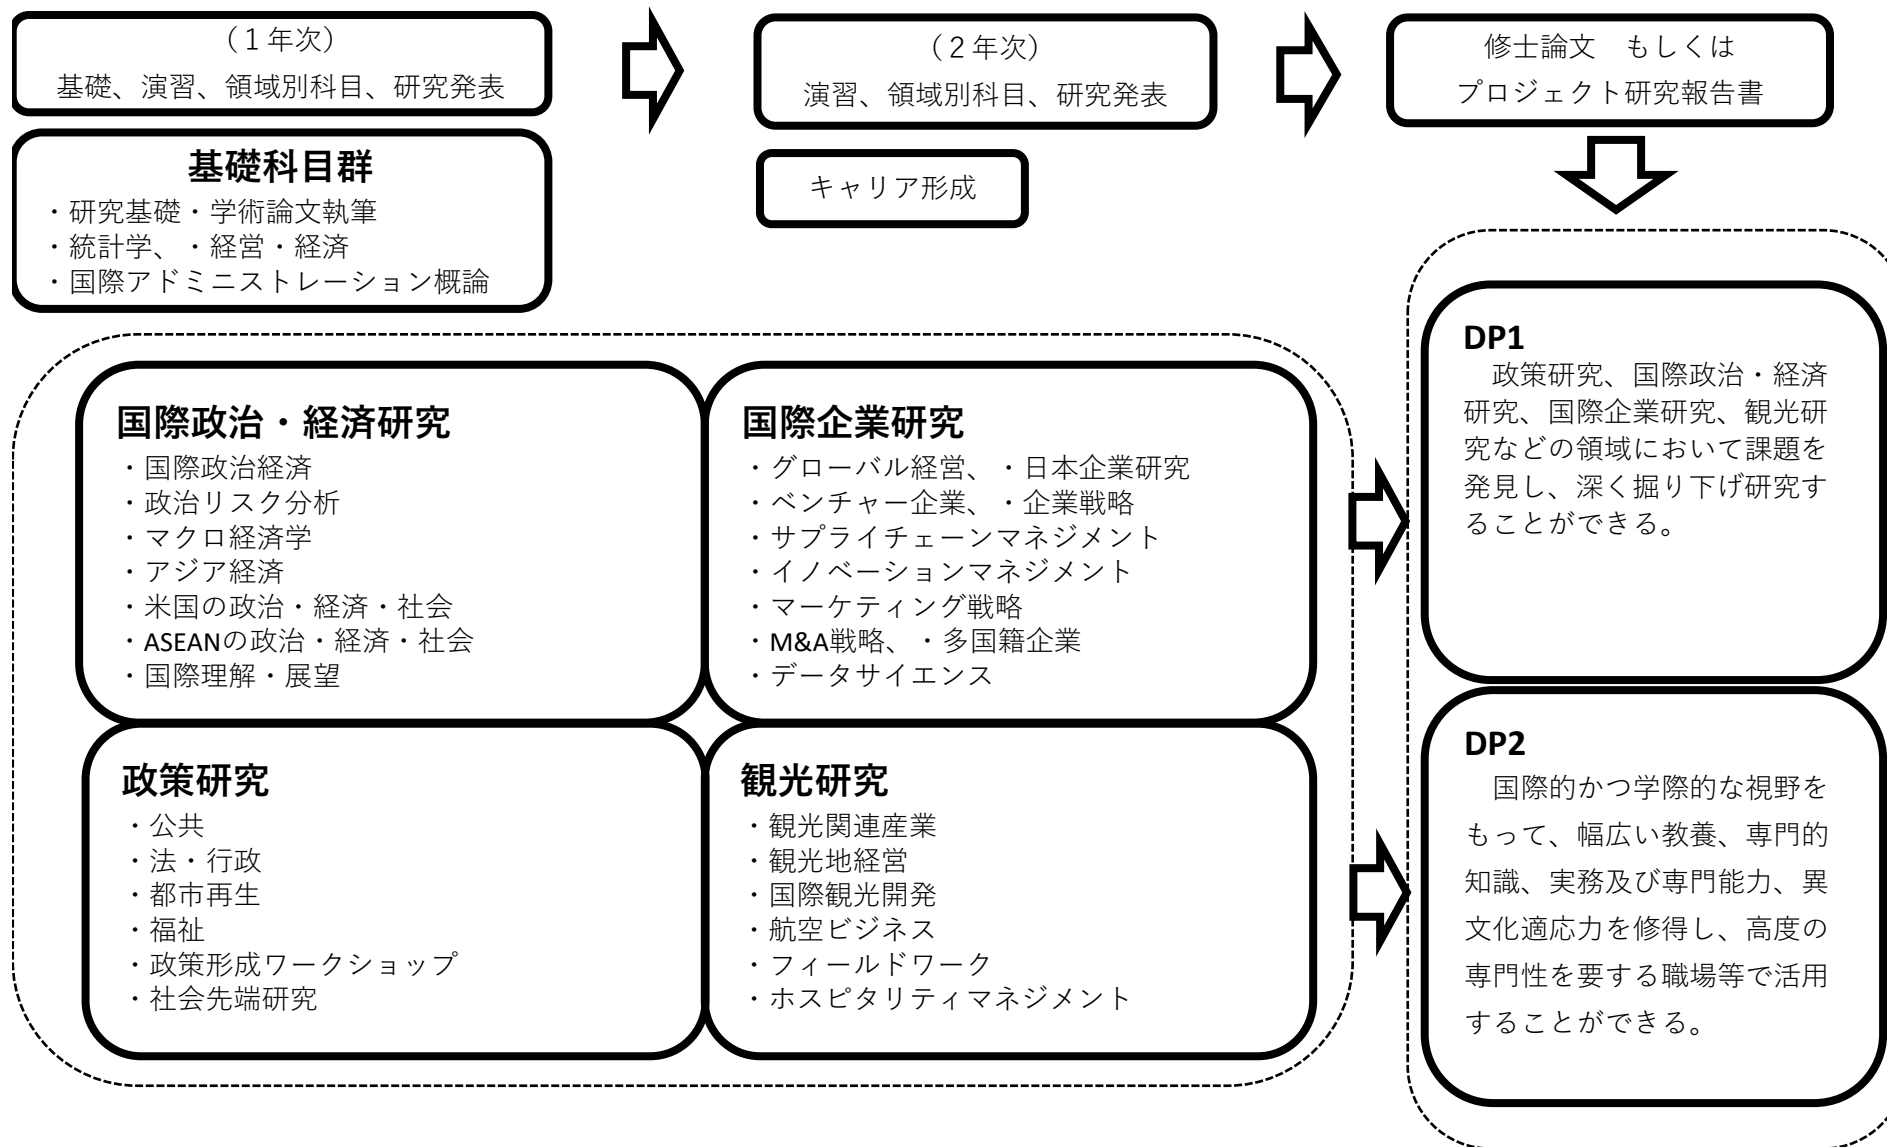 （１年次）
基礎、演習、領域別科目、研究発表
（２年次）
演習、領域別科目、研究発表
修士論文　もしくは
プロジェクト研究報告書
基礎科目群
・研究基礎・学術論文執筆
・統計学、・経営・経済
・国際アドミニストレーション概論
キャリア形成
国際政治・経済研究
・国際政治経済
・政治リスク分析
・マクロ経済学
・アジア経済
・米国の政治・経済・社会
・ASEANの政治・経済・社会
・国際理解・展望
国際企業研究
・グローバル経営、・日本企業研究
・ベンチャー企業、・企業戦略
・サプライチェーンマネジメント
・イノベーションマネジメント
・マーケティング戦略
・M&A戦略、・多国籍企業
・データサイエンス
政策研究
・公共
・法・行政
・都市再生
・福祉
・政策形成ワークショップ
・社会先端研究
観光研究
・観光関連産業
・観光地経営
・国際観光開発
・航空ビジネス
・フィールドワーク
・ホスピタリティマネジメント
DP1
　政策研究、国際政治・経済
研究、国際企業研究、観光研
究などの領域において課題を
発見し、深く掘り下げ研究す
ることができる。
DP2
　国際的かつ学際的な視野を
もって、幅広い教養、専門的
知識、実務及び専門能力、異
文化適応力を修得し、高度の
専門性を要する職場等で活用
することができる。